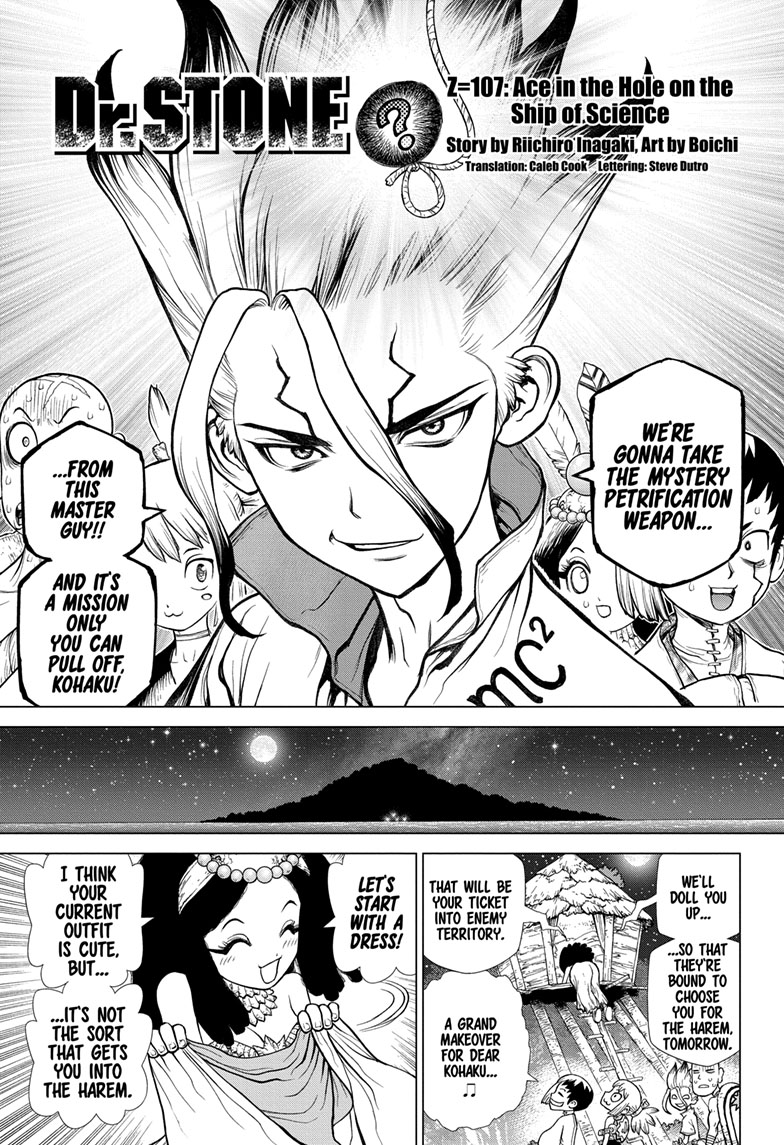 Dr.STONE
?
Z=107: Ace in the Hole on the
Ship of Science
Story by Riichiro Inagaki, Art by Boichi
Translation: Caleb Cook Lettering: Steve Dutro
WE'RE
GONNA TAKE
THE MYSTERY
PETRIFICATION
WEAPON...
...FROM
THIS
MASTER
GUY!!
AND IT'S
A MISSION
ONLY
YOU CAN
PULL OFF,
KOHAKU!
mc²
WE'LL
DOLL YOU
UP...
...SO THAT
THEY'RE
BOUND TO
CHOOSE
YOU FOR
THE HAREM,
TOMORROW.
THAT WILL BE
YOUR TICKET
INTO ENEMY
TERRITORY.
A GRAND
MAKEOVER
FOR DEAR
KOHAKU...
♫
LET'S
START
WITH A
DRESS!
I THINK
YOUR
CURRENT
OUTFIT
IS CUTE,
BUT...
...IT'S NOT
THE SORT
THAT GETS
YOU INTO
THE HAREM.